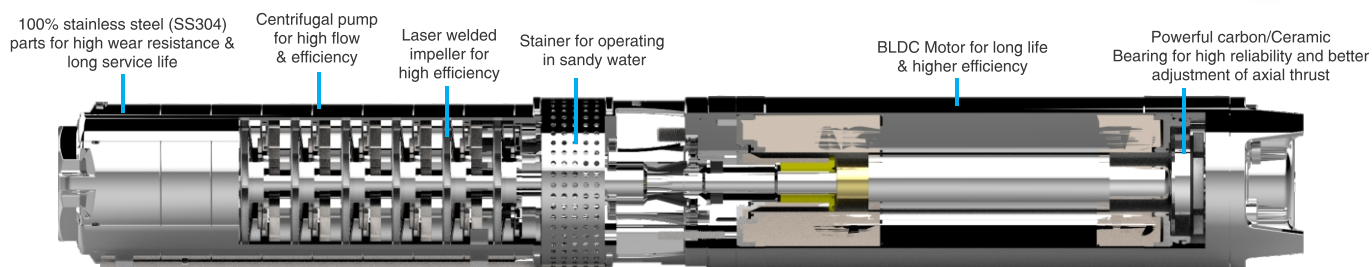 100% stainless steel (SS304)
parts for high wear resistance &
long service life
Centrifugal pump
for high flow
& efficiency
Laser welded
impeller for
high efficiency
Stainer for operating
in sandy water
BLDC Motor for long life
& higher efficiency
Powerful carbon/Ceramic
Bearing for high reliability and better
adjustment of axial thrust